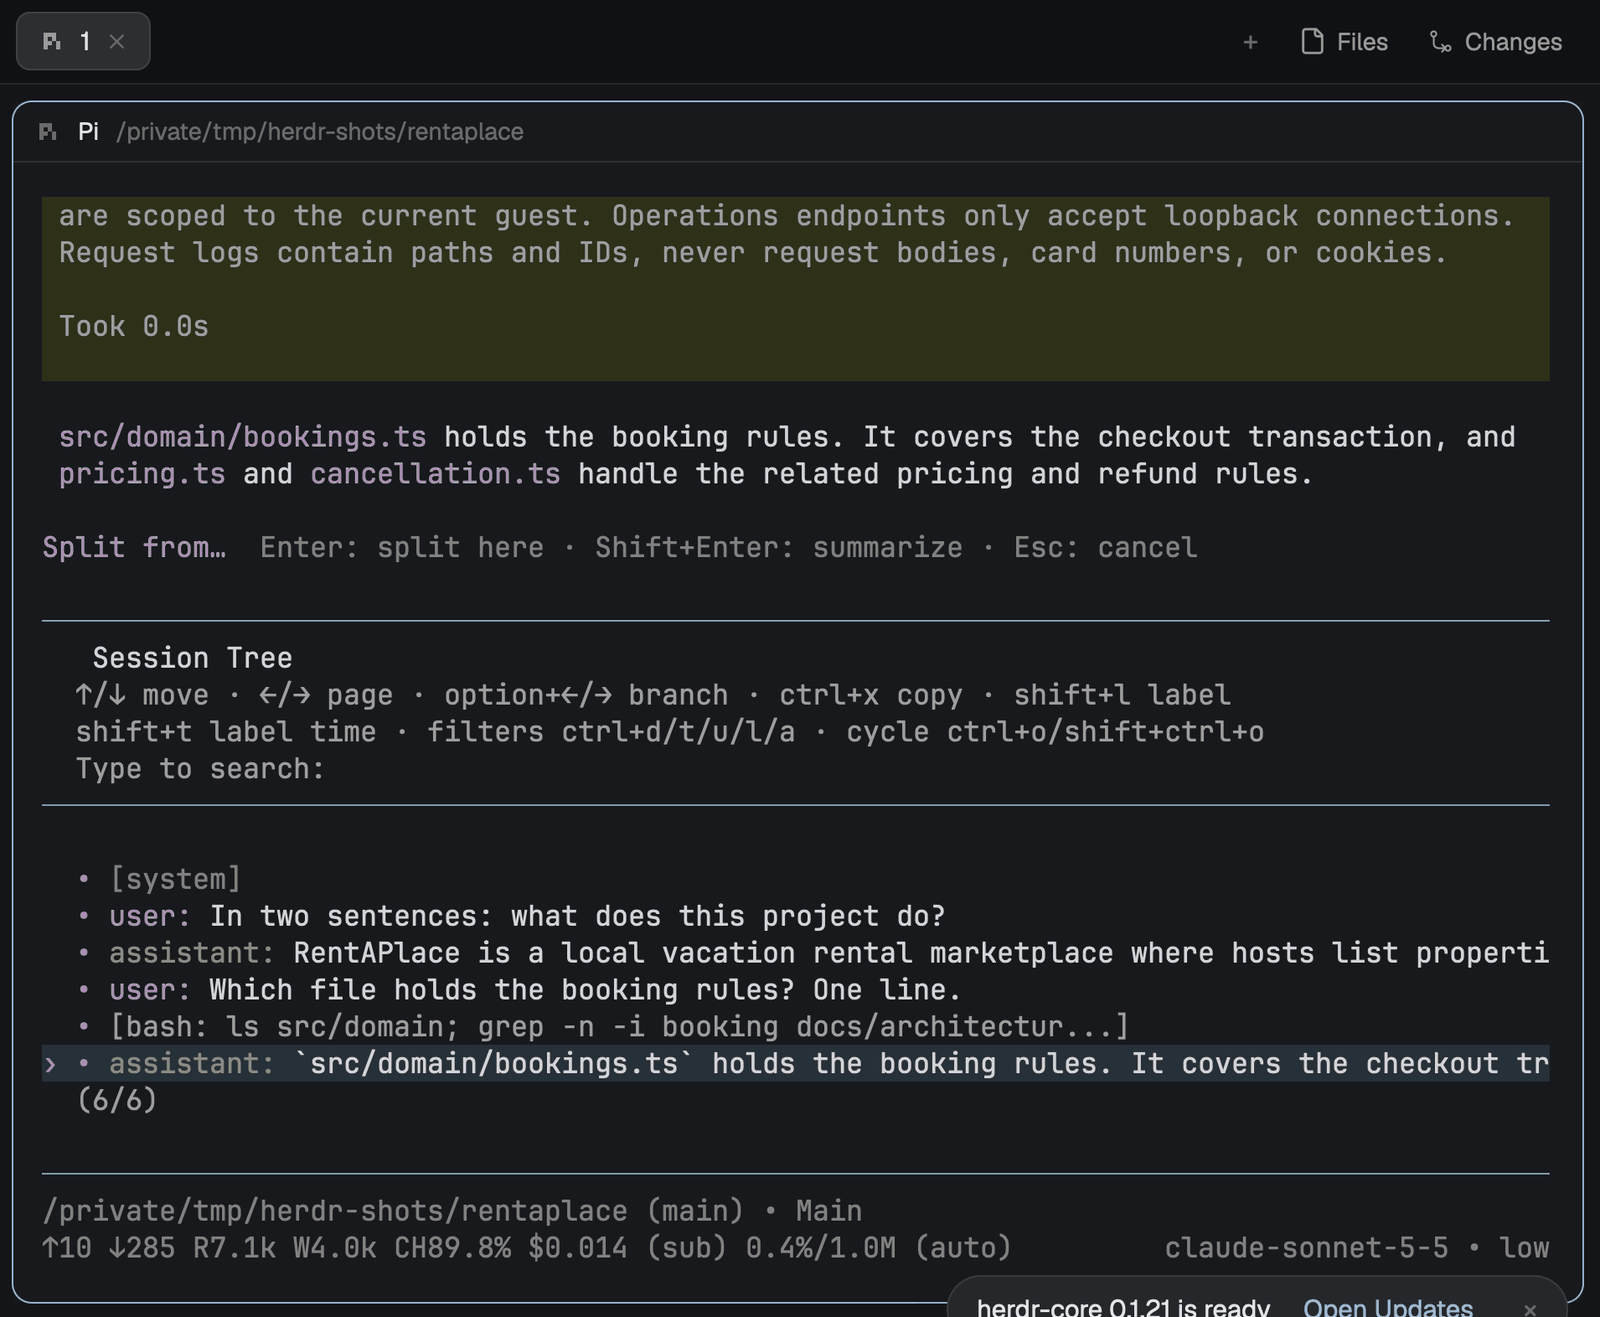 1 ×
+ Files Changes
Pi /private/tmp/herdr-shots/rentaplace
are scoped to the current guest. Operations endpoints only accept loopback connections.
Request logs contain paths and IDs, never request bodies, card numbers, or cookies.
Took 0.0s
src/domain/bookings.ts holds the booking rules. It covers the checkout transaction, and
pricing.ts and cancellation.ts handle the related pricing and refund rules.
Split from… Enter: split here · Shift+Enter: summarize · Esc: cancel
Session Tree
↑/↓ move · ←/→ page · option+←/→ branch · ctrl+x copy · shift+l label
shift+t label time · filters ctrl+d/t/u/l/a · cycle ctrl+o/shift+ctrl+o
Type to search:
• [system]
• user: In two sentences: what does this project do?
• assistant: RentAPlace is a local vacation rental marketplace where hosts list properti
• user: Which file holds the booking rules? One line.
• [bash: ls src/domain; grep -n -i booking docs/architectur...]
› • assistant: `src/domain/bookings.ts` holds the booking rules. It covers the checkout tr
(6/6)
/private/tmp/herdr-shots/rentaplace (main) • Main
↑10 ↓285 R7.1k W4.0k CH89.8% $0.014 (sub) 0.4%/1.0M (auto) claude-sonnet-5-5 • low
herdr-core 0.1.21 is ready Open Updates ×